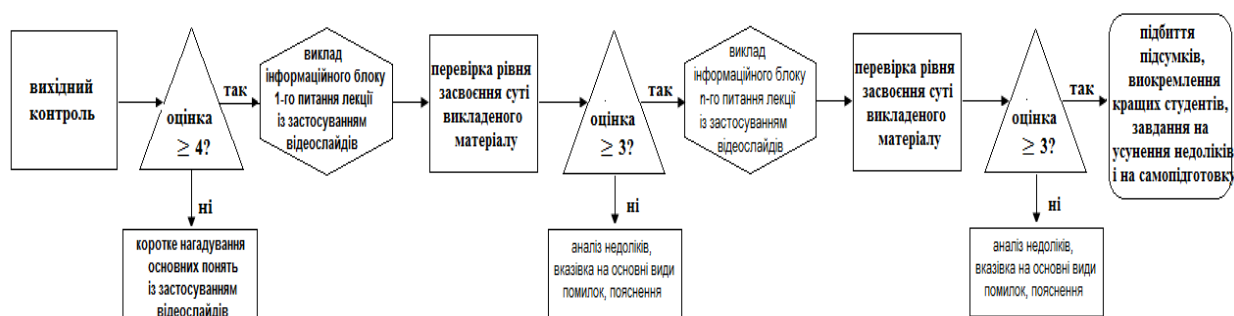 вихідний
контроль
оцінка
≥ 4?
так
ні
коротке нагадування
основних понять
із застосуванням
відеослайдів
виклад
інформаційного блоку
1-го питання лекції
із застосуванням
відеослайдів
перевірка рівня
засвоєння суті
викладеного
матеріалу
оцінка
≥ 3?
так
ні
аналіз недоліків,
вказівка на основні види
помилок, пояснення
виклад
інформаційного блоку
n-го питання лекції
із застосуванням
відеослайдів
перевірка рівня
засвоєння суті
викладеного
матеріалу
оцінка
≥ 3?
так
ні
аналіз недоліків,
вказівка на основні види
помилок, пояснення
підбиття
підсумків,
виокремлення
кращих студентів,
завдання на
усунення недоліків
і на самопідготовку